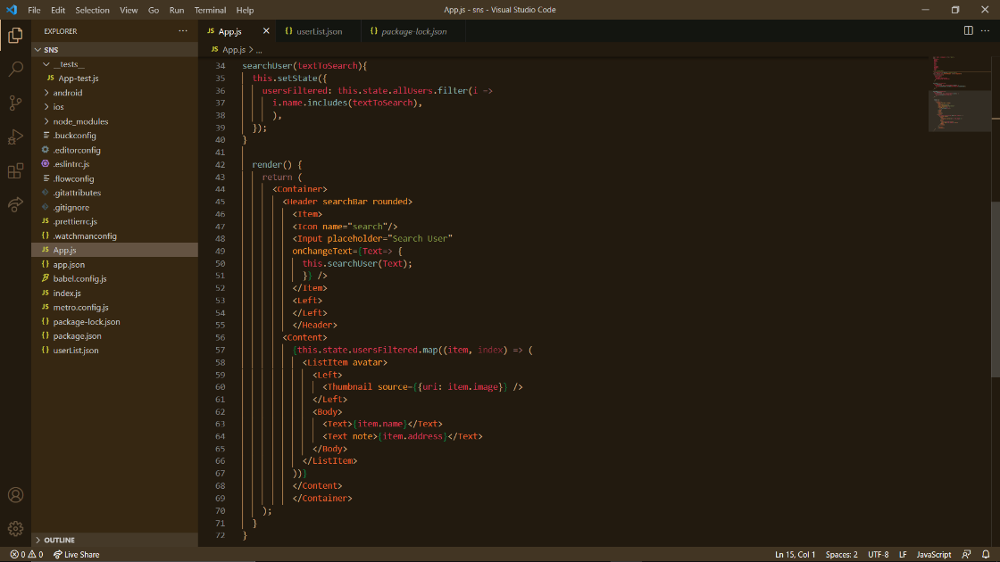 File Edit Selection View Go Run Terminal Help
App.js - sns - Visual Studio Code
EXPLORER
SNS
__tests__
JS App-test.js
android
ios
node_modules
.buckconfig
.editorconfig
.eslintrc.js
.flowconfig
.gitattributes
.gitignore
JS .prettierrc.js
{} .watchmanconfig
JS App.js
{} app.json
babel.config.js
JS index.js
JS metro.config.js
{} package-lock.json
{} package.json
{} userList.json
OUTLINE
JS App.js
{} userList.json
{} package-lock.json
JS App.js > ...
34 searchUser(textToSearch){
35 this.setState({
36 usersFiltered: this.state.allUsers.filter(i =>
37 i.name.includes(textToSearch),
38 ),
39 });
40 }
41
42 render() {
43 return (
44 <Container>
45 <Header searchBar rounded>
46 <Item>
47 <Icon name="search"/>
48 <Input placeholder="Search User"
49 onChangeText={Text=> {
50 this.searchUser(Text);
51 }} />
52 </Item>
53 <Left>
54 </Left>
55 </Header>
56 <Content>
57 {this.state.usersFiltered.map((item, index) => (
58 <ListItem avatar>
59 <Left>
60 <Thumbnail source={{uri: item.image}} />
61 </Left>
62 <Body>
63 <Text>{item.name}</Text>
64 <Text note>{item.address}</Text>
65 </Body>
66 </ListItem>
67 ))}
68 </Content>
69 </Container>
70 );
71 }
72 }
0 0 Live Share
Ln 15, Col 1 Spaces: 2 UTF-8 LF JavaScript